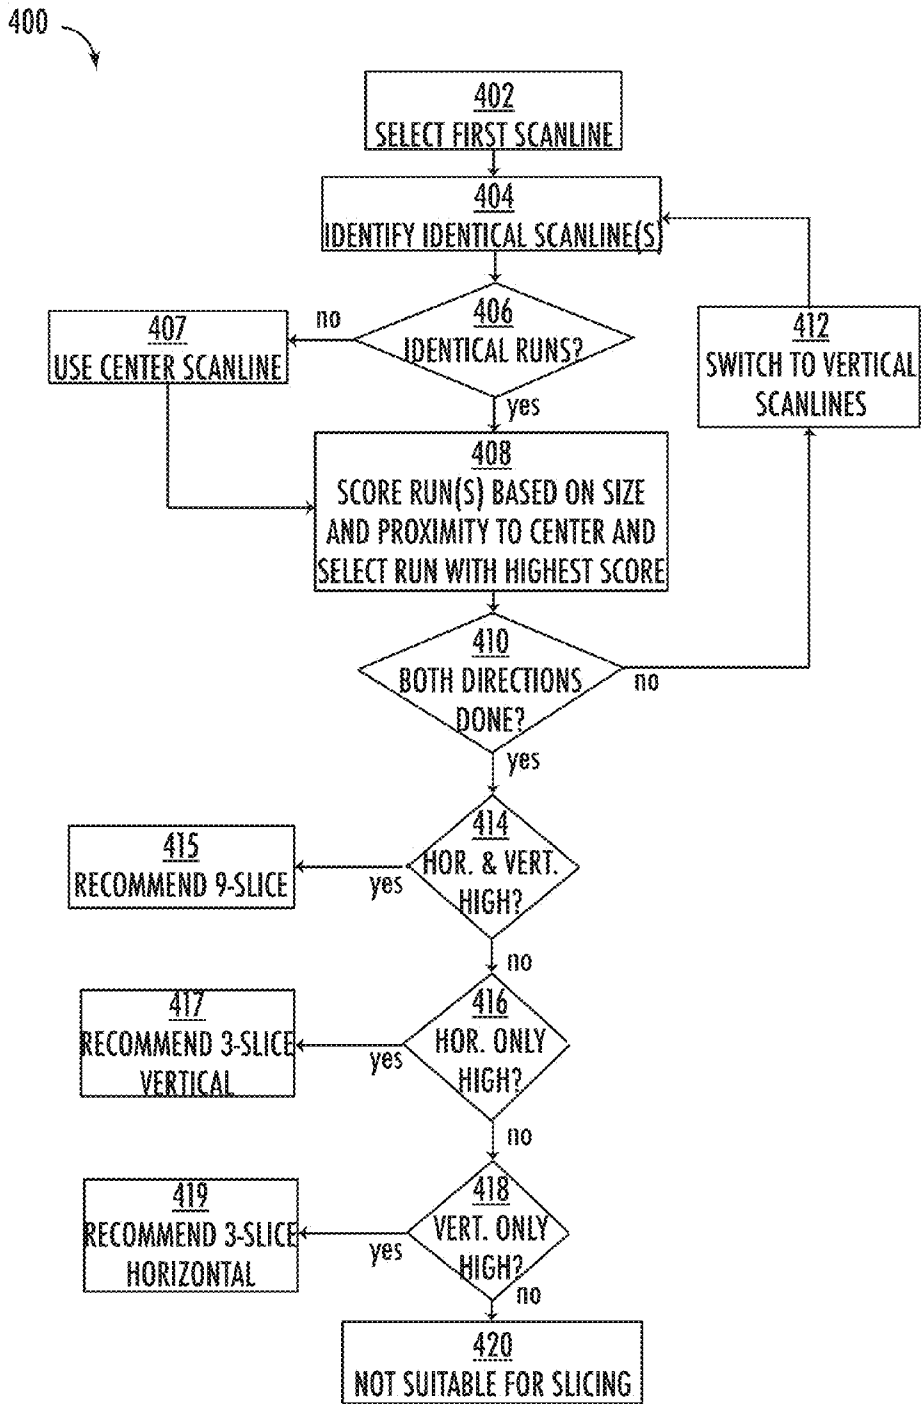 400
402
SELECT FIRST SCANLINE
404
IDENTIFY IDENTICAL SCANLINE(S)
406
IDENTICAL RUNS?
no
407
USE CENTER SCANLINE
412
SWITCH TO VERTICAL
SCANLINES
yes
408
SCORE RUN(S) BASED ON SIZE
AND PROXIMITY TO CENTER AND
SELECT RUN WITH HIGHEST SCORE
410
BOTH DIRECTIONS
DONE?
no
yes
414
HOR. & VERT.
HIGH?
yes
415
RECOMMEND 9-SLICE
no
416
HOR. ONLY
HIGH?
yes
417
RECOMMEND 3-SLICE
VERTICAL
no
418
VERT. ONLY
HIGH?
yes
419
RECOMMEND 3-SLICE
HORIZONTAL
no
420
NOT SUITABLE FOR SLICING